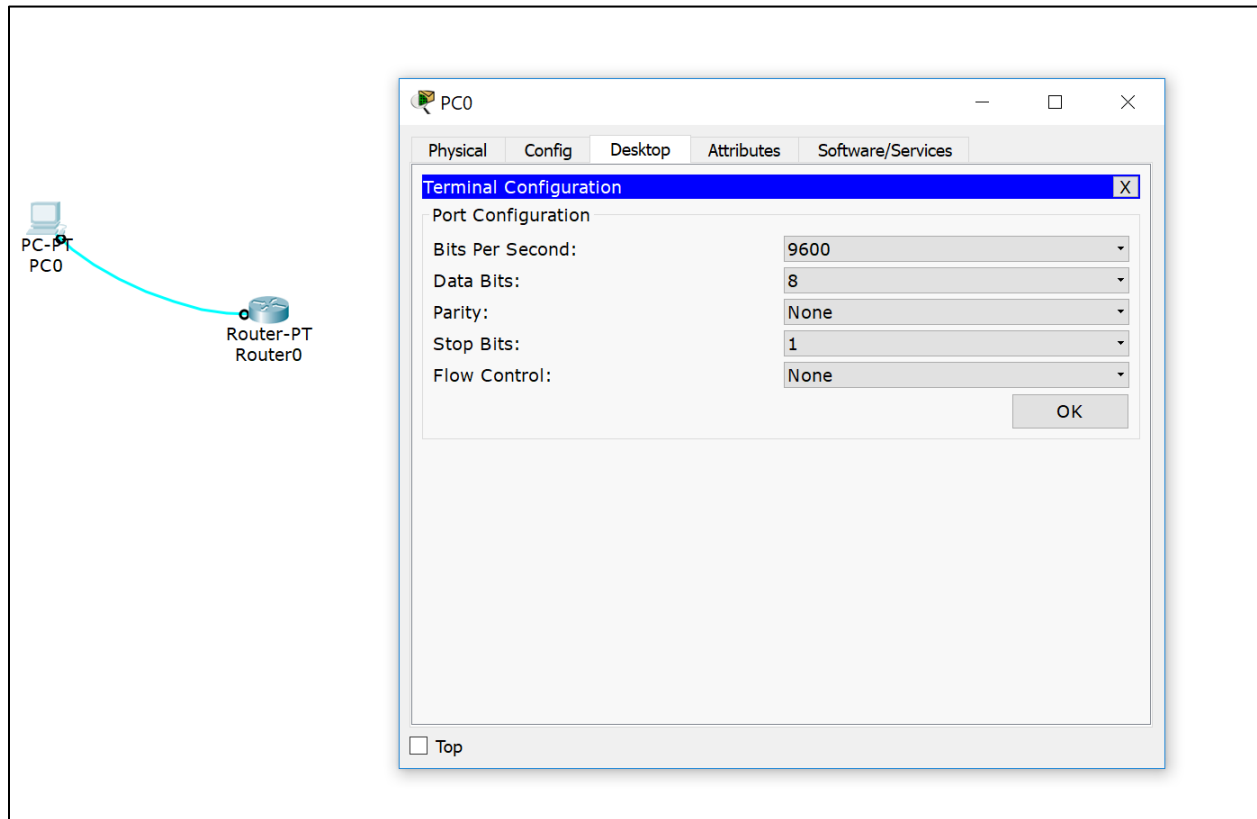 PC-PT
PC0
Router-PT
Router0
PC0
Physical Config Desktop Attributes Software/Services
Terminal Configuration X
Port Configuration
Bits Per Second: 9600
Data Bits: 8
Parity: None
Stop Bits: 1
Flow Control: None
OK
Top